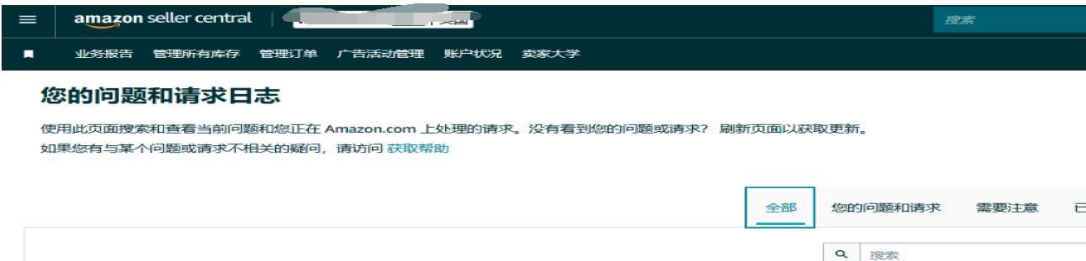 amazon seller central
搜索
业务报告 管理所有库存 管理订单 广告活动管理 账户状况 卖家大学
您的问题和请求日志
使用此页面搜索和查看当前问题和您正在 Amazon.com 上处理的请求。没有看到您的问题或请求? 刷新页面以获取更新。
如果您有与某个问题或请求不相关的疑问, 请访问 获取帮助
全部 您的问题和请求 需要注意
搜索